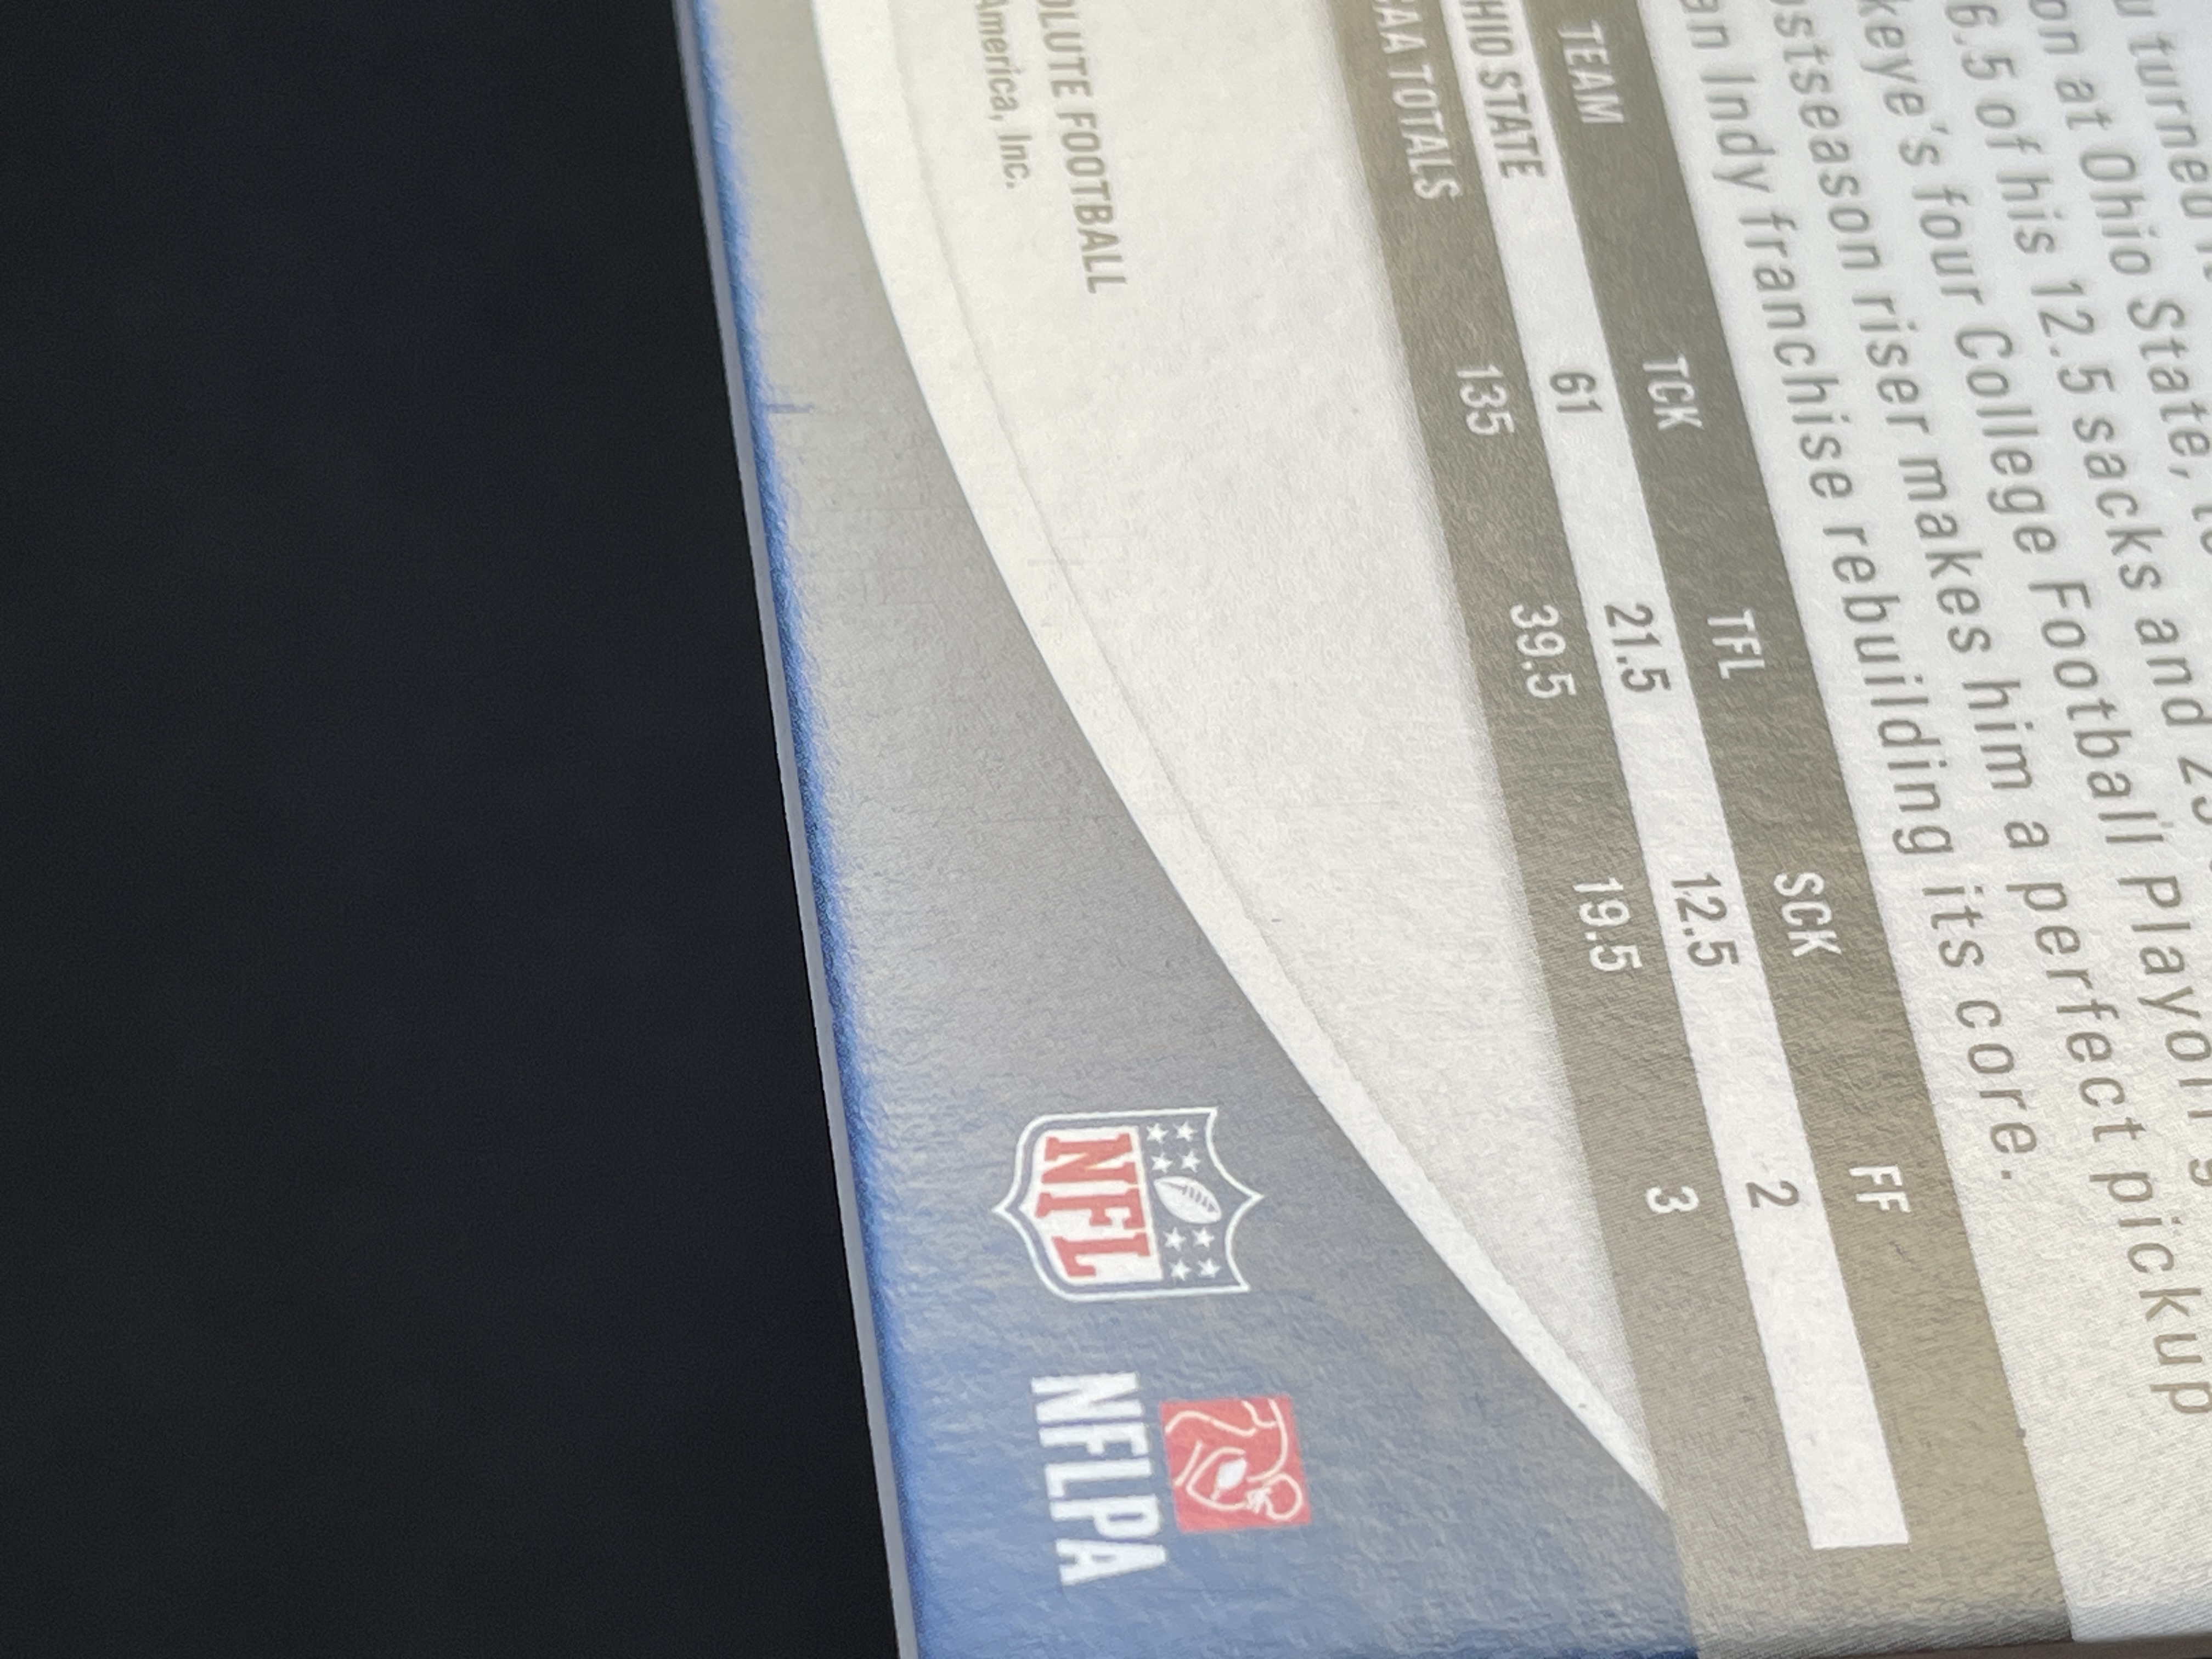 turned
on at Ohio State,
6.5 of his 12.5 sacks and
keye's four College Football Playoff
ostseason riser makes him a perfect pickup
an Indy franchise rebuilding its core.
TEAM TCK TFL SCK FF
HIO STATE 61 21.5 12.5 2
AA TOTALS 135 39.5 19.5 3
OLUTE FOOTBALL
America, Inc.
NFL
NFLPA